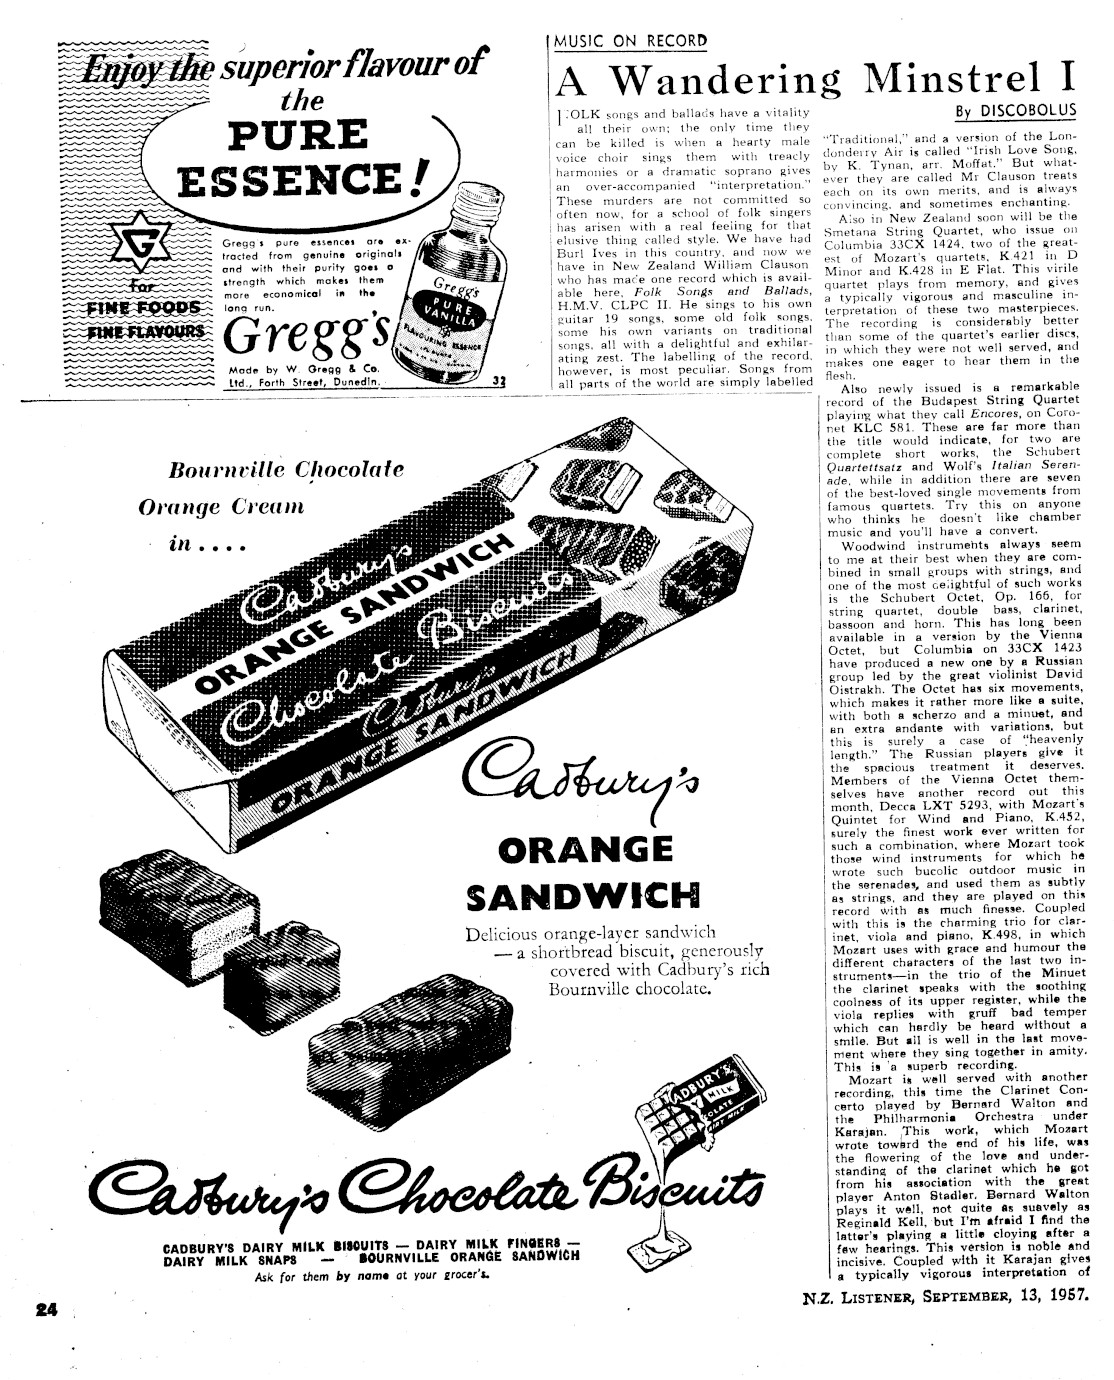 Enjoy the superior flavour of
the
PURE
ESSENCE!
G
for
FINE FOODS
FINE FLAVOURS
Gregg's pure essences are ex-
tracted from genuine originals
and with their purity goes a
strength which makes them
more economical in the
long run.
Gregg's
Made by W. Gregg & Co.
Ltd., Forth Street, Dunedin.
Gregg's
PURE
VANILLA
FLAVOURING ESSENCE
32
MUSIC ON RECORD
A Wandering Minstrel I
By DISCOBOLUS
FOLK songs and ballads have a vitality
all their own; the only time they
can be killed is when a hearty male
voice choir sings them with treacly
harmonies or a dramatic soprano gives
an over-accompanied "interpretation."
These murders are not committed so
often now, for a school of folk singers
has arisen with a real feeling for that
elusive thing called style. We have had
Burl Ives in this country, and now we
have in New Zealand William Clauson
who has made one record which is avail-
able here, Folk Songs and Ballads,
H.M.V. CLPC II. He sings to his own
guitar 19 songs, some old folk songs,
some his own variants on traditional
songs, all with a delightful and exhilar-
ating zest. The labelling of the record,
however, is most peculiar. Songs from
all parts of the world are simply labelled
"Traditional," and a version of the Lon-
donderry Air is called "Irish Love Song,
by K. Tynan, arr. Moffat." But what-
ever they are called Mr Clauson treats
each on its own merits, and is always
convincing, and sometimes enchanting.
Also in New Zealand soon will be the
Smetana String Quartet, who issue on
Columbia 33CX 1424, two of the great-
est of Mozart's quartets, K.421 in D
Minor and K.428 in E Flat. This virile
quartet plays from memory, and gives
a typically vigorous and masculine in-
terpretation of these two masterpieces.
The recording is considerably better
than some of the quartet's earlier discs,
in which they were not well served, and
makes one eager to hear them in the
flesh.
Also newly issued is a remarkable
record of the Budapest String Quartet
playing what they call Encores, on Coro-
net KLC 581. These are far more than
the title would indicate, for two are
complete short works, the Schubert
Quartettsatz and Wolf's Italian Seren-
ade, while in addition there are seven
of the best-loved single movements from
famous quartets. Try this on anyone
who thinks he doesn't like chamber
music and you'll have a convert.
Woodwind instruments always seem
to me at their best when they are com-
bined in small groups with strings, and
one of the most delightful of such works
is the Schubert Octet, Op. 166, for
string quartet, double bass, clarinet,
bassoon and horn. This has long been
available in a version by the Vienna
Octet, but Columbia on 33CX 1423
have produced a new one by a Russian
group led by the great violinist David
Oistrakh. The Octet has six movements,
which makes it rather more like a suite,
with both a scherzo and a minuet, and
an extra andante with variations, but
this is surely a case of "heavenly
length." The Russian players give it
the spacious treatment it deserves.
Members of the Vienna Octet them-
selves have another record out this
month, Decca LXT 5293, with Mozart's
Quintet for Wind and Piano, K.452,
surely the finest work ever written for
such a combination, where Mozart took
those wind instruments for which he
wrote such bucolic outdoor music in
the serenades, and used them as subtly
as strings, and they are played on this
record with as much finesse. Coupled
with this is the charming trio for clar-
inet, viola and piano, K.498, in which
Mozart uses with grace and humour the
different characters of the last two in-
struments—in the trio of the Minuet
the clarinet speaks with the soothing
coolness of its upper register, while the
viola replies with gruff bad temper
which can hardly be heard without a
smile. But all is well in the last move-
ment where they sing together in amity.
This is a superb recording.
Mozart is well served with another
recording, this time the Clarinet Con-
certo played by Bernard Walton and
the Philharmonia Orchestra under
Karajan. This work, which Mozart
wrote toward the end of his life, was
the flowering of the love and under-
standing of the clarinet which he got
from his association with the great
player Anton Stadler. Bernard Walton
plays it well, not quite as suavely as
Reginald Kell, but I'm afraid I find the
latter's playing a little cloying after a
few hearings. This version is noble and
incisive. Coupled with it Karajan gives
a typically vigorous interpretation of
Bournville Chocolate
Orange Cream
in . . . .
Cadbury's
ORANGE SANDWICH
Chocolate Biscuits
Cadbury's
ORANGE SANDWICH
Cadbury's
ORANGE
SANDWICH
Delicious orange-layer sandwich
— a shortbread biscuit, generously
covered with Cadbury's rich
Bournville chocolate.
CADBURY'S
MILK
CHOCOLATE
DAIRY MILK
Cadbury's Chocolate Biscuits
CADBURY'S DAIRY MILK BISCUITS — DAIRY MILK FINGERS —
DAIRY MILK SNAPS — BOURNVILLE ORANGE SANDWICH
Ask for them by name at your grocer's.
24
N.Z. LISTENER, SEPTEMBER, 13, 1957.